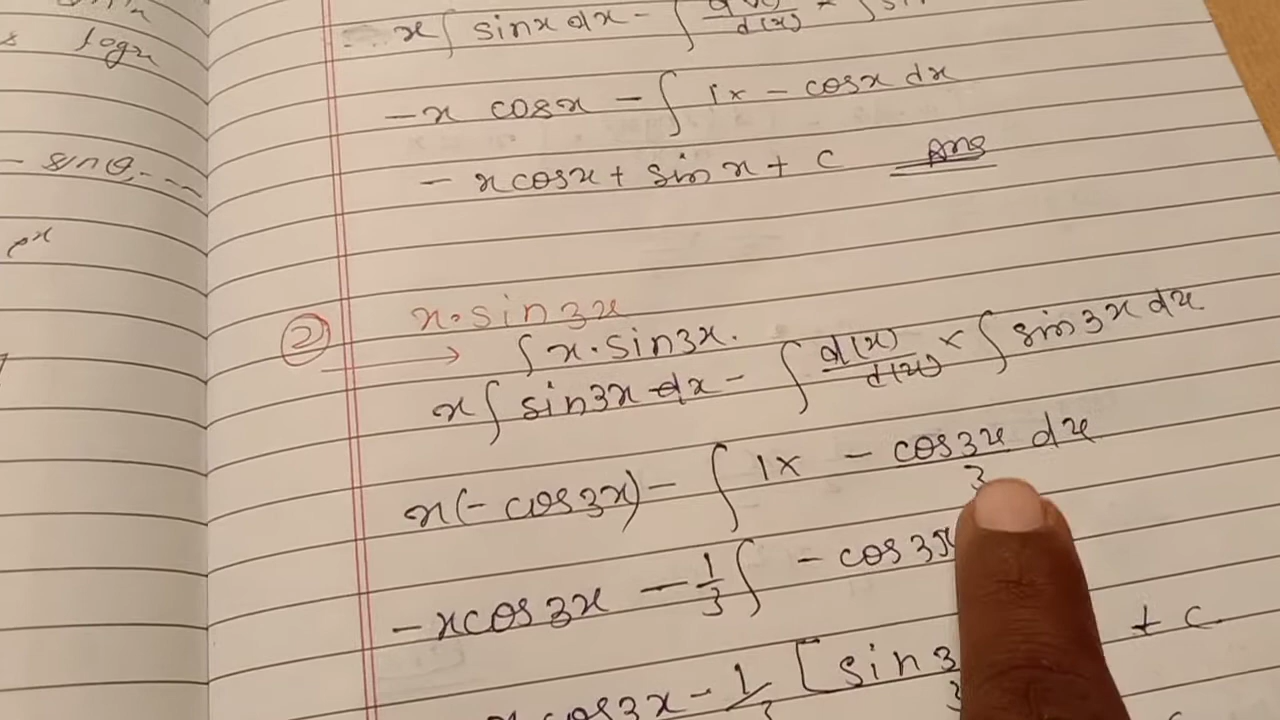 logx
- sinθ, - --
e^x
x∫ sinx dx - ∫ d(x)/d(x) ×
-x cosx - ∫ 1x - cosx dx
- xcosx + sin x + c Ans
② x·sin3x
→ ∫ x·sin3x.
x∫ sin3x dx - ∫ d(x)/d(x) × ∫ sin3x dx
x(-cos3x) - ∫ 1x - cos3x/3 dx
-xcos3x - 1/3 ∫ - cos3x
cos3x - 1/3 [sin3 + c